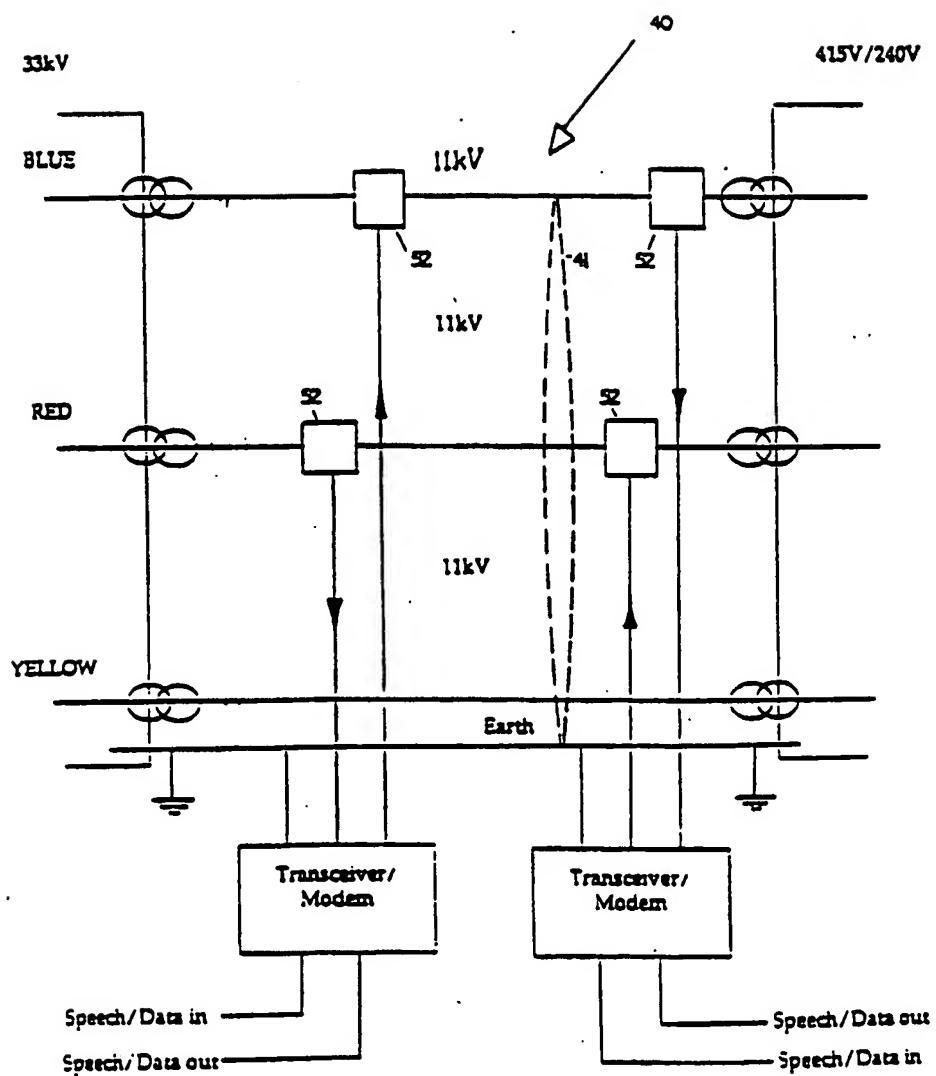 40
33kV
415V/240V
BLUE
11kV
52
41
52
11kV
RED
52
52
11kV
YELLOW
Earth
Transceiver/
Modem
Transceiver/
Modem
Speech/Data in
Speech/Data out
Speech/Data out
Speech/Data in